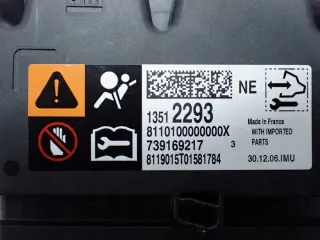 NE
1351 2293
8110100000000X
739169217 3
8119015T01581784
Made in France
WITH IMPORTED
PARTS
30.12.06.IMU